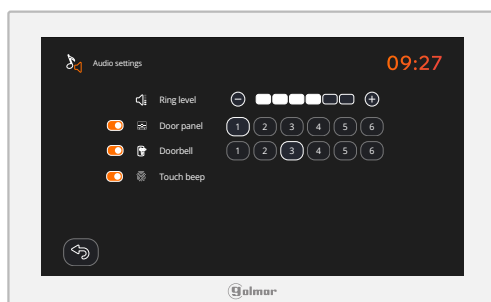 Audio settings
09:27
Ring level
Door panel 1 2 3 4 5 6
Doorbell 1 2 3 4 5 6
Touch beep
golmar